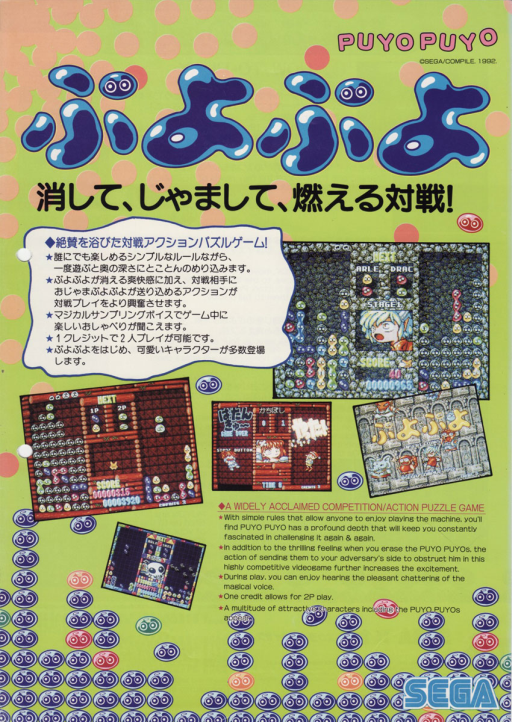 PUYO PUYO
©SEGA/COMPILE, 1992.
ぷよぷよ
消して、じゃまして、燃える対戦!
◆絶賛を浴びた対戦アクションパズルゲーム!
★誰にでも楽しめるシンプルなルールながら、
一度遊ぶと奥の深さにとことんのめり込みます。
★ぷよぷよが消える爽快感に加え、対戦相手に
おじゃまぷよぷよが送り込めるアクションが
対戦プレイをより興奮させます。
★マジカルサンプリングボイスでゲーム中に
楽しいおしゃべりが聞こえます。
★1クレジットで2人プレイが可能です。
★ぷよぷよをはじめ、可愛いキャラクターが多数登場
します。
NEXT
ARLE DRAC
STAGE
SCORE
NEXT
1P 2P
SCORE
ばたん
きゅ〜
GAME OVER
TIME
ぷよぷよ
◆A WIDELY ACCLAIMED COMPETITION/ACTION PUZZLE GAME
★With simple rules that allow anyone to enjoy playing the machine, you'll
find PUYO PUYO has a profound depth that will keep you constantly
fascinated in challenging it again & again.
★In addition to the thrilling feeling when you erase the PUYO PUYOs, the
action of sending them to your adversary's side to obstruct him in this
highly competitive videogame further increases the excitement.
★During play, you can enjoy hearing the pleasant chattering of the
magical voice.
★One credit allows for 2P play.
★A multitude of attractive characters including the PUYO PUYOs
SEGA